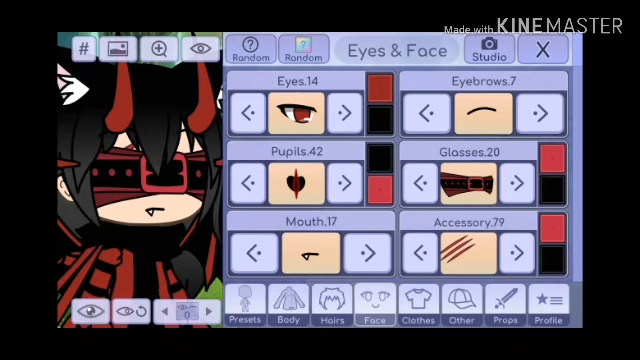 Made with KINEMASTER
#
? Random
? Random
Eyes & Face
Studio
X
Eyes.14
Eyebrows.7
Pupils.42
Glasses.20
Mouth.17
Accessory.79
0
Presets
Body
Hairs
Face
Clothes
Other
Props
Profile